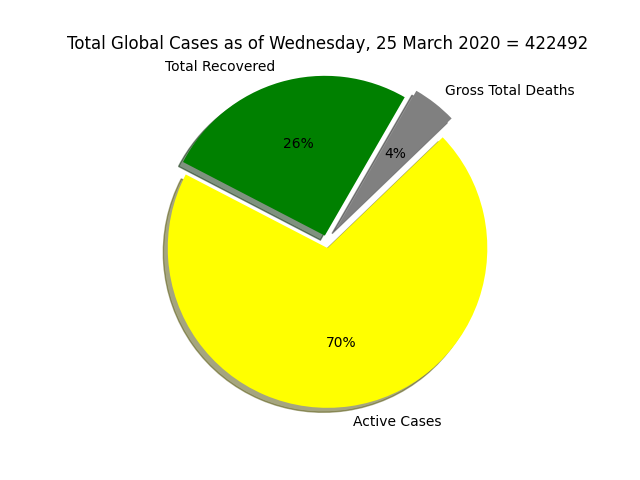 Total Global Cases as of Wednesday, 25 March 2020 = 422492
Total Recovered
Gross Total Deaths
26%
4%
70%
Active Cases